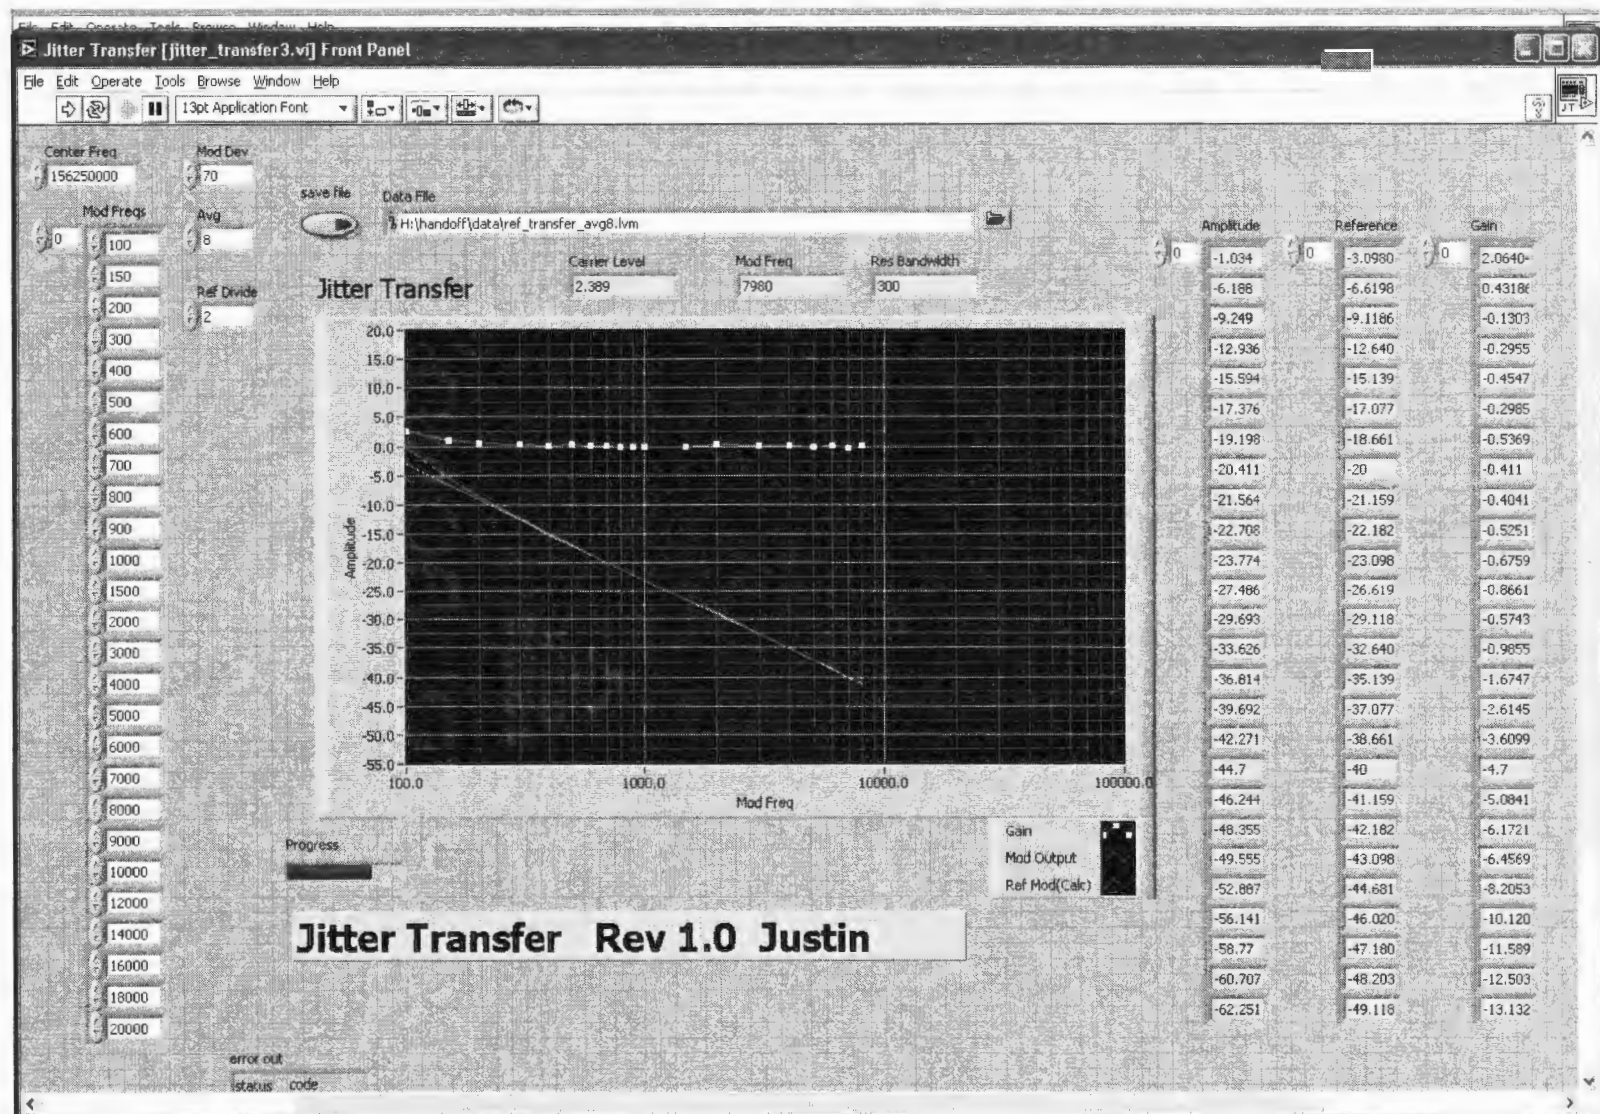 File Edit Operate Tools Browse Window Help
Jitter Transfer [jitter_transfer3.vi] Front Panel
File Edit Operate Tools Browse Window Help
13pt Application Font
JT
Center Freq
156250000
Mod Dev
70
save file
Data File
H:\handoff\data\ref_transfer_avg8.lvm
Mod Freqs
0
Avg
8
Ref Divide
2
100
150
200
300
400
500
600
700
800
900
1000
1500
2000
3000
4000
5000
6000
7000
8000
9000
10000
12000
14000
16000
18000
20000
Carrier Level
2.389
Mod Freq
7980
Res Bandwidth
300
Jitter Transfer
20.0
15.0
10.0
5.0
0.0
-5.0
-10.0
-15.0
-20.0
-25.0
-30.0
-35.0
-40.0
-45.0
-50.0
-55.0
Amplitude
100.0 1000.0 10000.0 100000.0
Mod Freq
Gain
Mod Output
Ref Mod(Calc)
Progress
Jitter Transfer Rev 1.0 Justin
error out
status code
Amplitude Reference Gain
0 -1.034 0 -3.0980 0 2.0640
-6.188 -6.6198 0.4318
-9.249 -9.1186 -0.1303
-12.936 -12.640 -0.2955
-15.594 -15.139 -0.4547
-17.376 -17.077 -0.2985
-19.198 -18.661 -0.5369
-20.411 -20 -0.411
-21.564 -21.159 -0.4041
-22.708 -22.182 -0.5251
-23.774 -23.098 -0.6759
-27.486 -26.619 -0.8661
-29.693 -29.118 -0.5743
-33.626 -32.640 -0.9855
-36.814 -35.139 -1.6747
-39.692 -37.077 -2.6145
-42.271 -38.661 -3.6099
-44.7 -40 -4.7
-46.244 -41.159 -5.0841
-48.355 -42.182 -6.1721
-49.555 -43.098 -6.4569
-52.887 -44.681 -8.2053
-56.141 -46.020 -10.120
-58.77 -47.180 -11.589
-60.707 -48.203 -12.503
-62.251 -49.118 -13.132